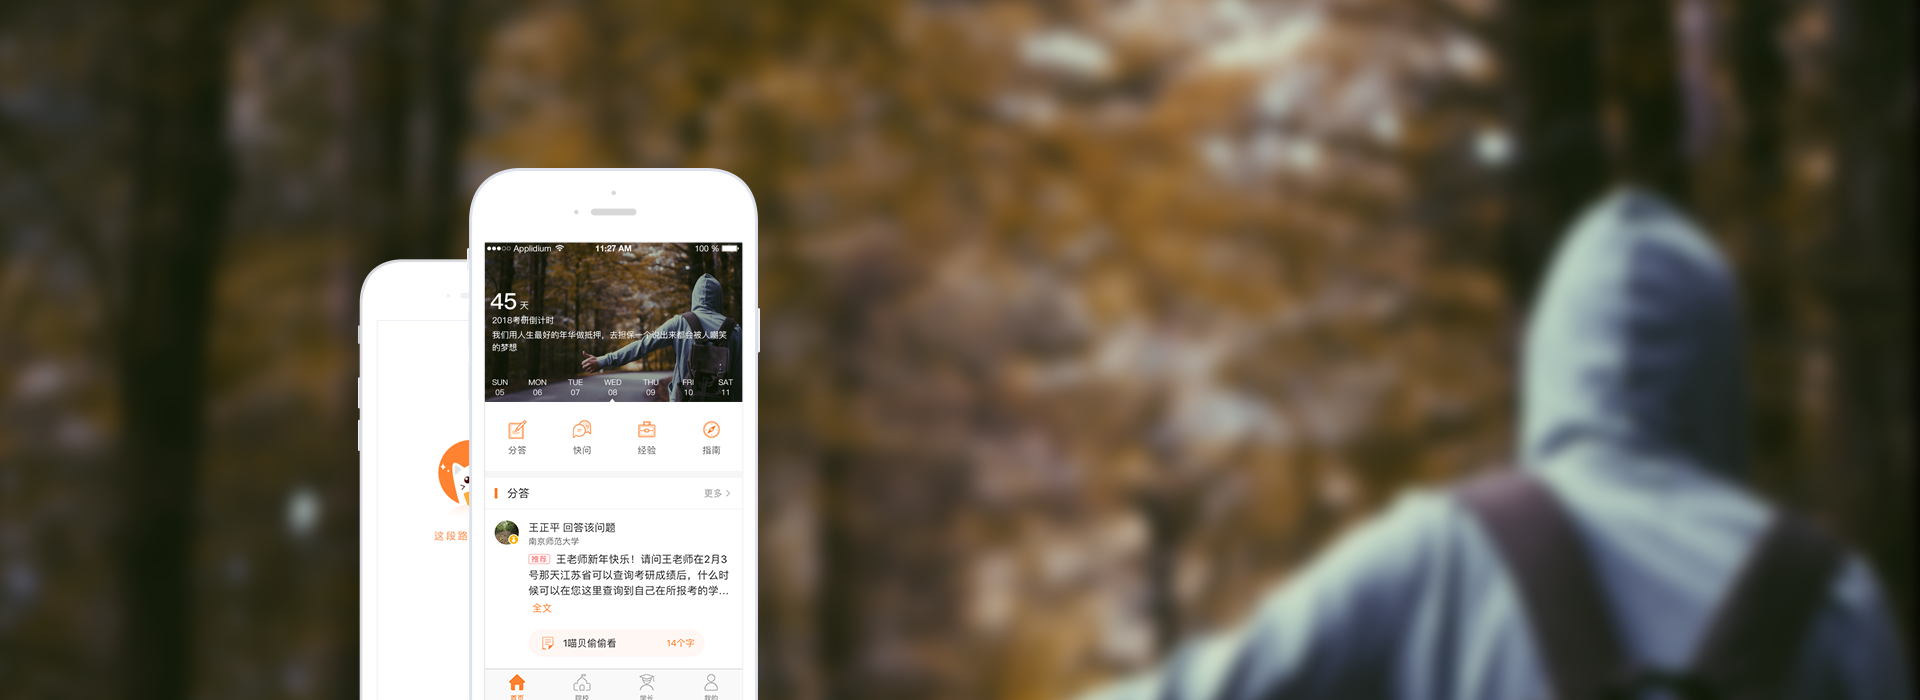 这段路
Applidium
11:27 AM
100 %
45 天
2018考研倒计时
我们用人生最好的年华做抵押，去担保一个说出来都会被人嘲笑
的梦想
SUN MON TUE WED THU FRI SAT
05 06 07 08 09 10 11
分答 快问 经验 指南
分答 更多
王正平 回答该问题
南京师范大学
推荐 王老师新年快乐！请问王老师在2月3
号那天江苏省可以查询考研成绩后，什么时
候可以在您这里查询到自己在所报考的学...
全文
1喵贝偷偷看 14个字
首页 院校 学长 我的